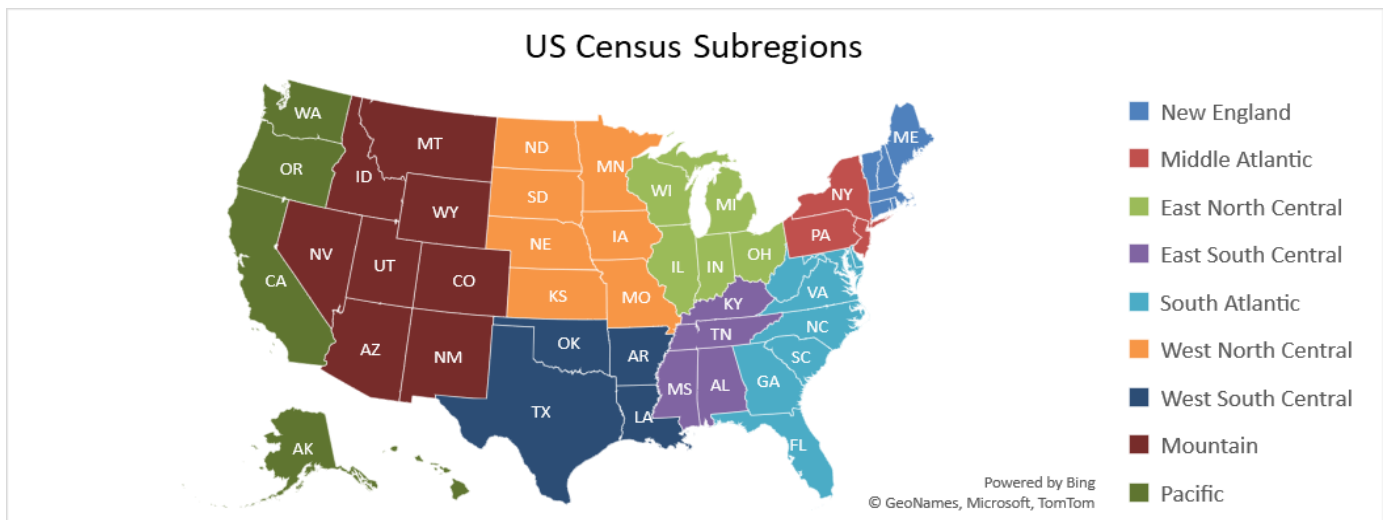 US Census Subregions
WA
OR
CA
NV
ID
MT
WY
UT
CO
AZ
NM
ND
SD
NE
KS
MN
IA
MO
OK
TX
AR
LA
WI
MI
IL
IN
OH
KY
TN
MS
AL
GA
FL
SC
NC
VA
PA
NY
ME
AK
New England
Middle Atlantic
East North Central
East South Central
South Atlantic
West North Central
West South Central
Mountain
Pacific
Powered by Bing
© GeoNames, Microsoft, TomTom